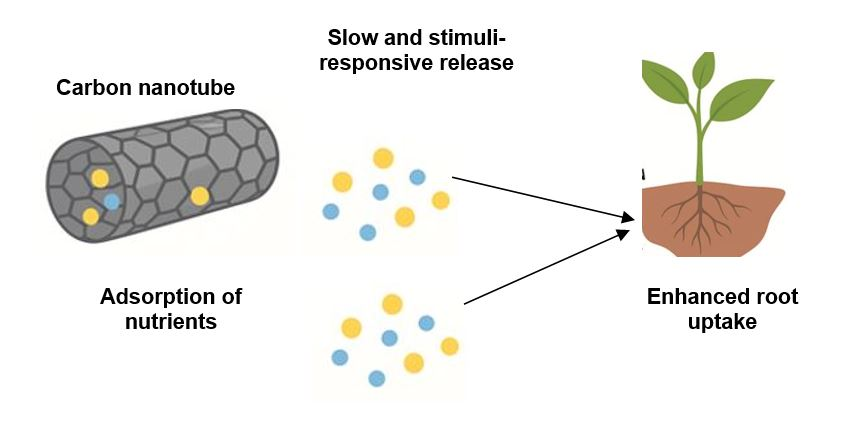 Slow and stimuli-
responsive release
Carbon nanotube
Adsorption of
nutrients
Enhanced root
uptake